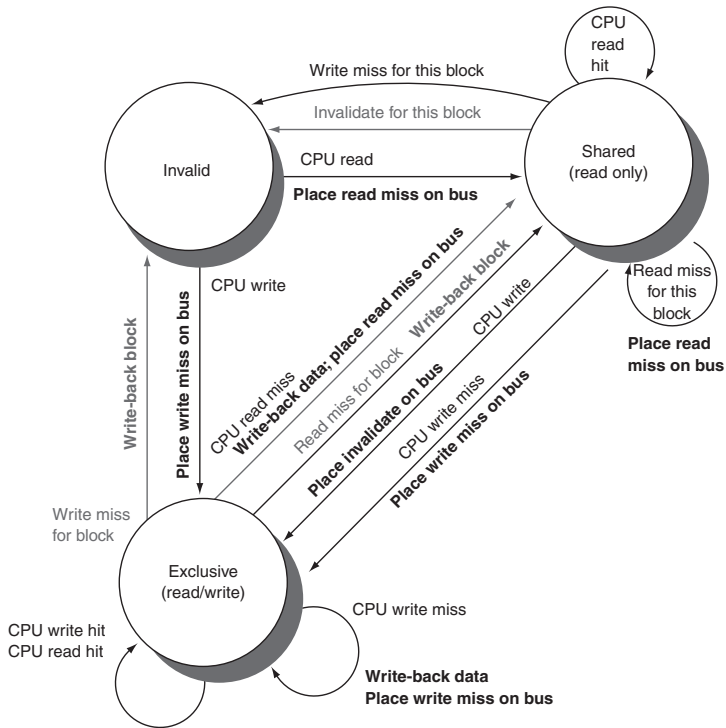 CPU
read
hit
Write miss for this block
Invalidate for this block
Invalid
Shared
(read only)
CPU read
Place read miss on bus
CPU write
Place write miss on bus
Write-back block
Write miss
for block
CPU read miss
Write-back data; place read miss on bus
Read miss for block
Write-back block
CPU write
Place invalidate on bus
CPU write miss
Place write miss on bus
Read miss
for this
block
Place read
miss on bus
Exclusive
(read/write)
CPU write hit
CPU read hit
CPU write miss
Write-back data
Place write miss on bus